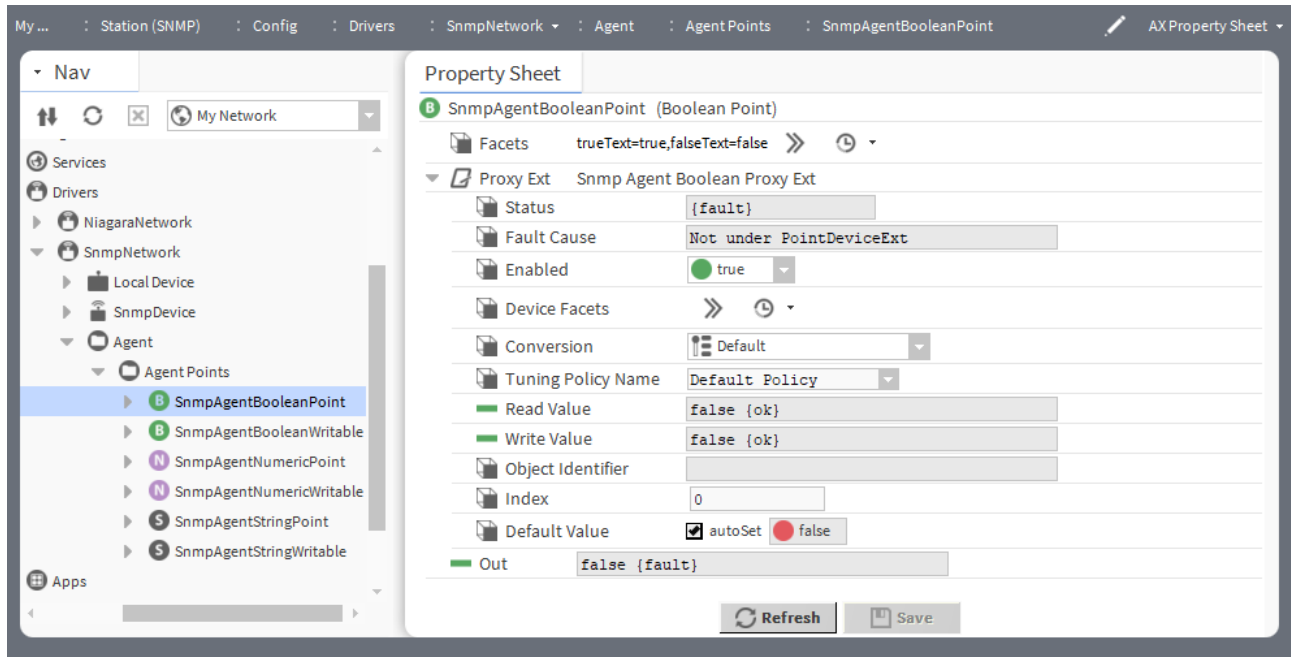 My ... : Station (SNMP) : Config : Drivers : SnmpNetwork : Agent : Agent Points : SnmpAgentBooleanPoint AX Property Sheet
Nav
My Network
Services
Drivers
NiagaraNetwork
SnmpNetwork
Local Device
SnmpDevice
Agent
Agent Points
B SnmpAgentBooleanPoint
B SnmpAgentBooleanWritable
N SnmpAgentNumericPoint
N SnmpAgentNumericWritable
S SnmpAgentStringPoint
S SnmpAgentStringWritable
Apps
Property Sheet
B SnmpAgentBooleanPoint (Boolean Point)
Facets trueText=true,falseText=false
Proxy Ext Snmp Agent Boolean Proxy Ext
Status {fault}
Fault Cause Not under PointDeviceExt
Enabled true
Device Facets
Conversion Default
Tuning Policy Name Default Policy
Read Value false {ok}
Write Value false {ok}
Object Identifier
Index 0
Default Value autoSet false
Out false {fault}
Refresh Save